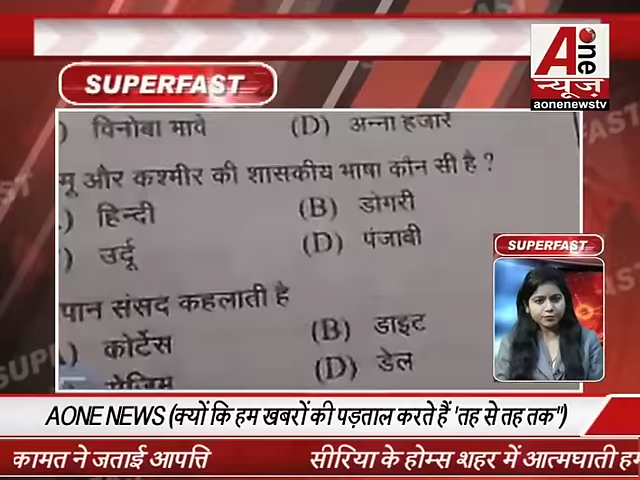 A one
न्यूज़
aonenewstv
SUPERFAST
) विनोबा भावे (D) अन्ना हजारे
मू और कश्मीर की शासकीय भाषा कौन सी है ?
.) हिन्दी (B) डोगरी
) उर्दू (D) पंजाबी
SUPERFAST
पान संसद कहलाती है
.) कोर्टेस (B) डाइट
(D) डेल
AONE NEWS (क्यों कि हम खबरों की पड़ताल करते हैं 'तह से तह तक")
कामत ने जताई आपत्ति सीरिया के होम्स शहर में आत्मघाती हम